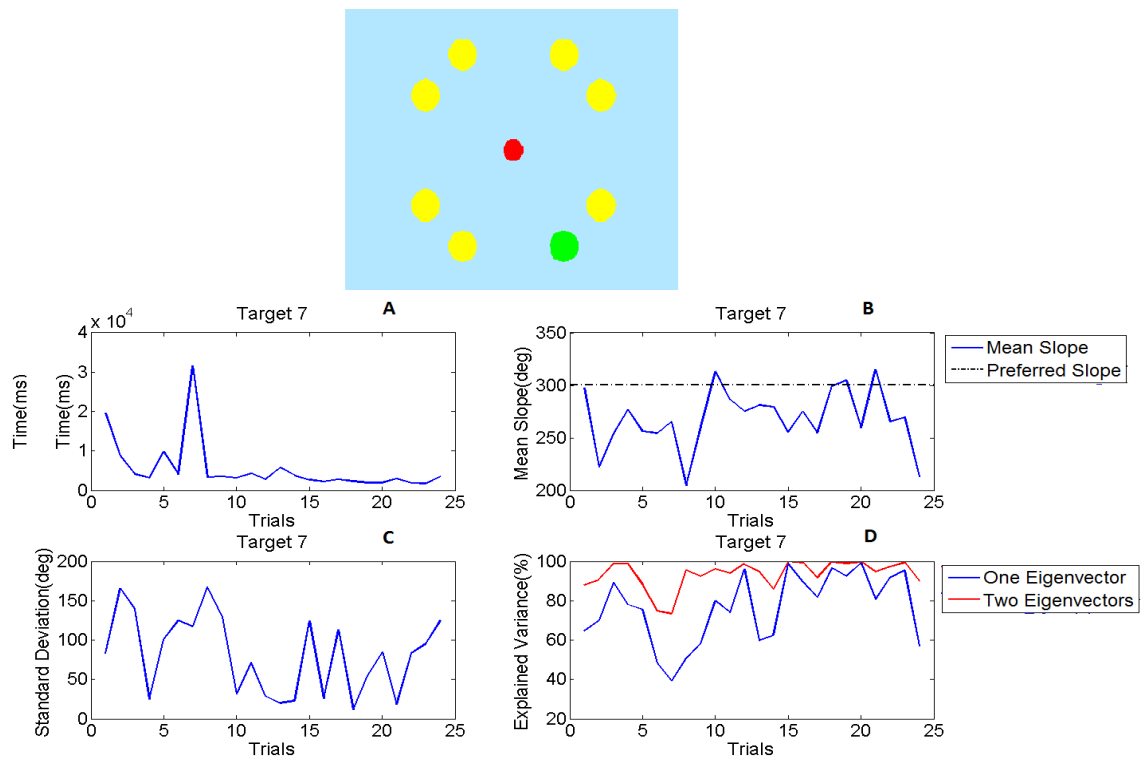 Target 7
A
× 10⁴
Time(ms)
Time(ms)
4
3
2
1
0
0
5
10
15
20
25
Trials
Target 7
B
Mean Slope(deg)
350
300
250
200
0
5
10
15
20
25
Trials
Mean Slope
Preferred Slope
Target 7
C
Standard Deviation(deg)
200
150
100
50
0
0
5
10
15
20
25
Trials
Target 7
D
Explained Variance(%)
100
80
60
40
20
0
5
10
15
20
25
Trials
One Eigenvector
Two Eigenvectors